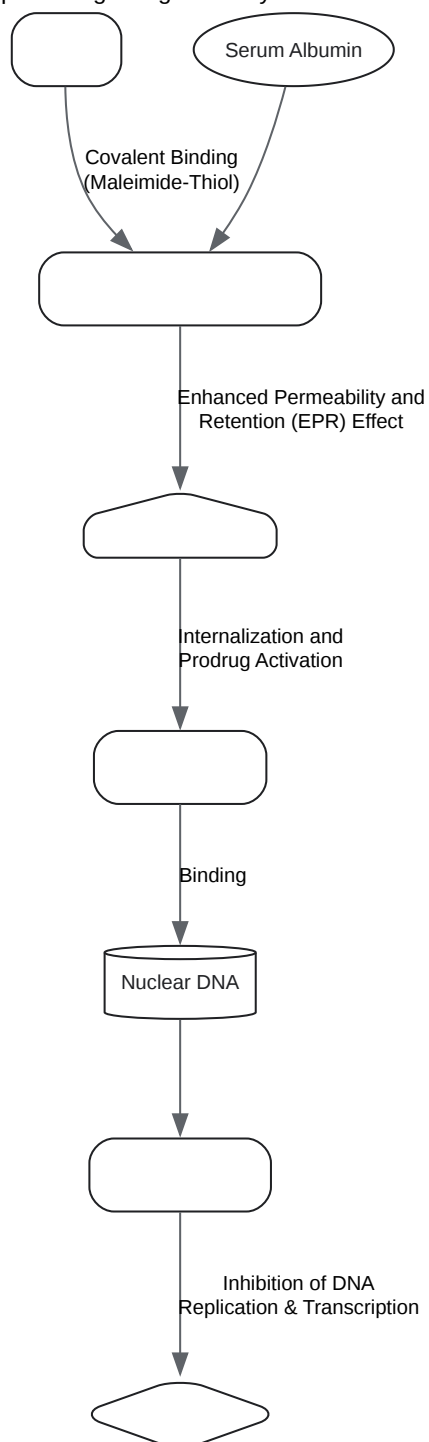 Serum Albumin
Covalent Binding
(Maleimide-Thiol)
Enhanced Permeability and
Retention (EPR) Effect
Internalization and
Prodrug Activation
Binding
Nuclear DNA
Inhibition of DNA
Replication & Transcription